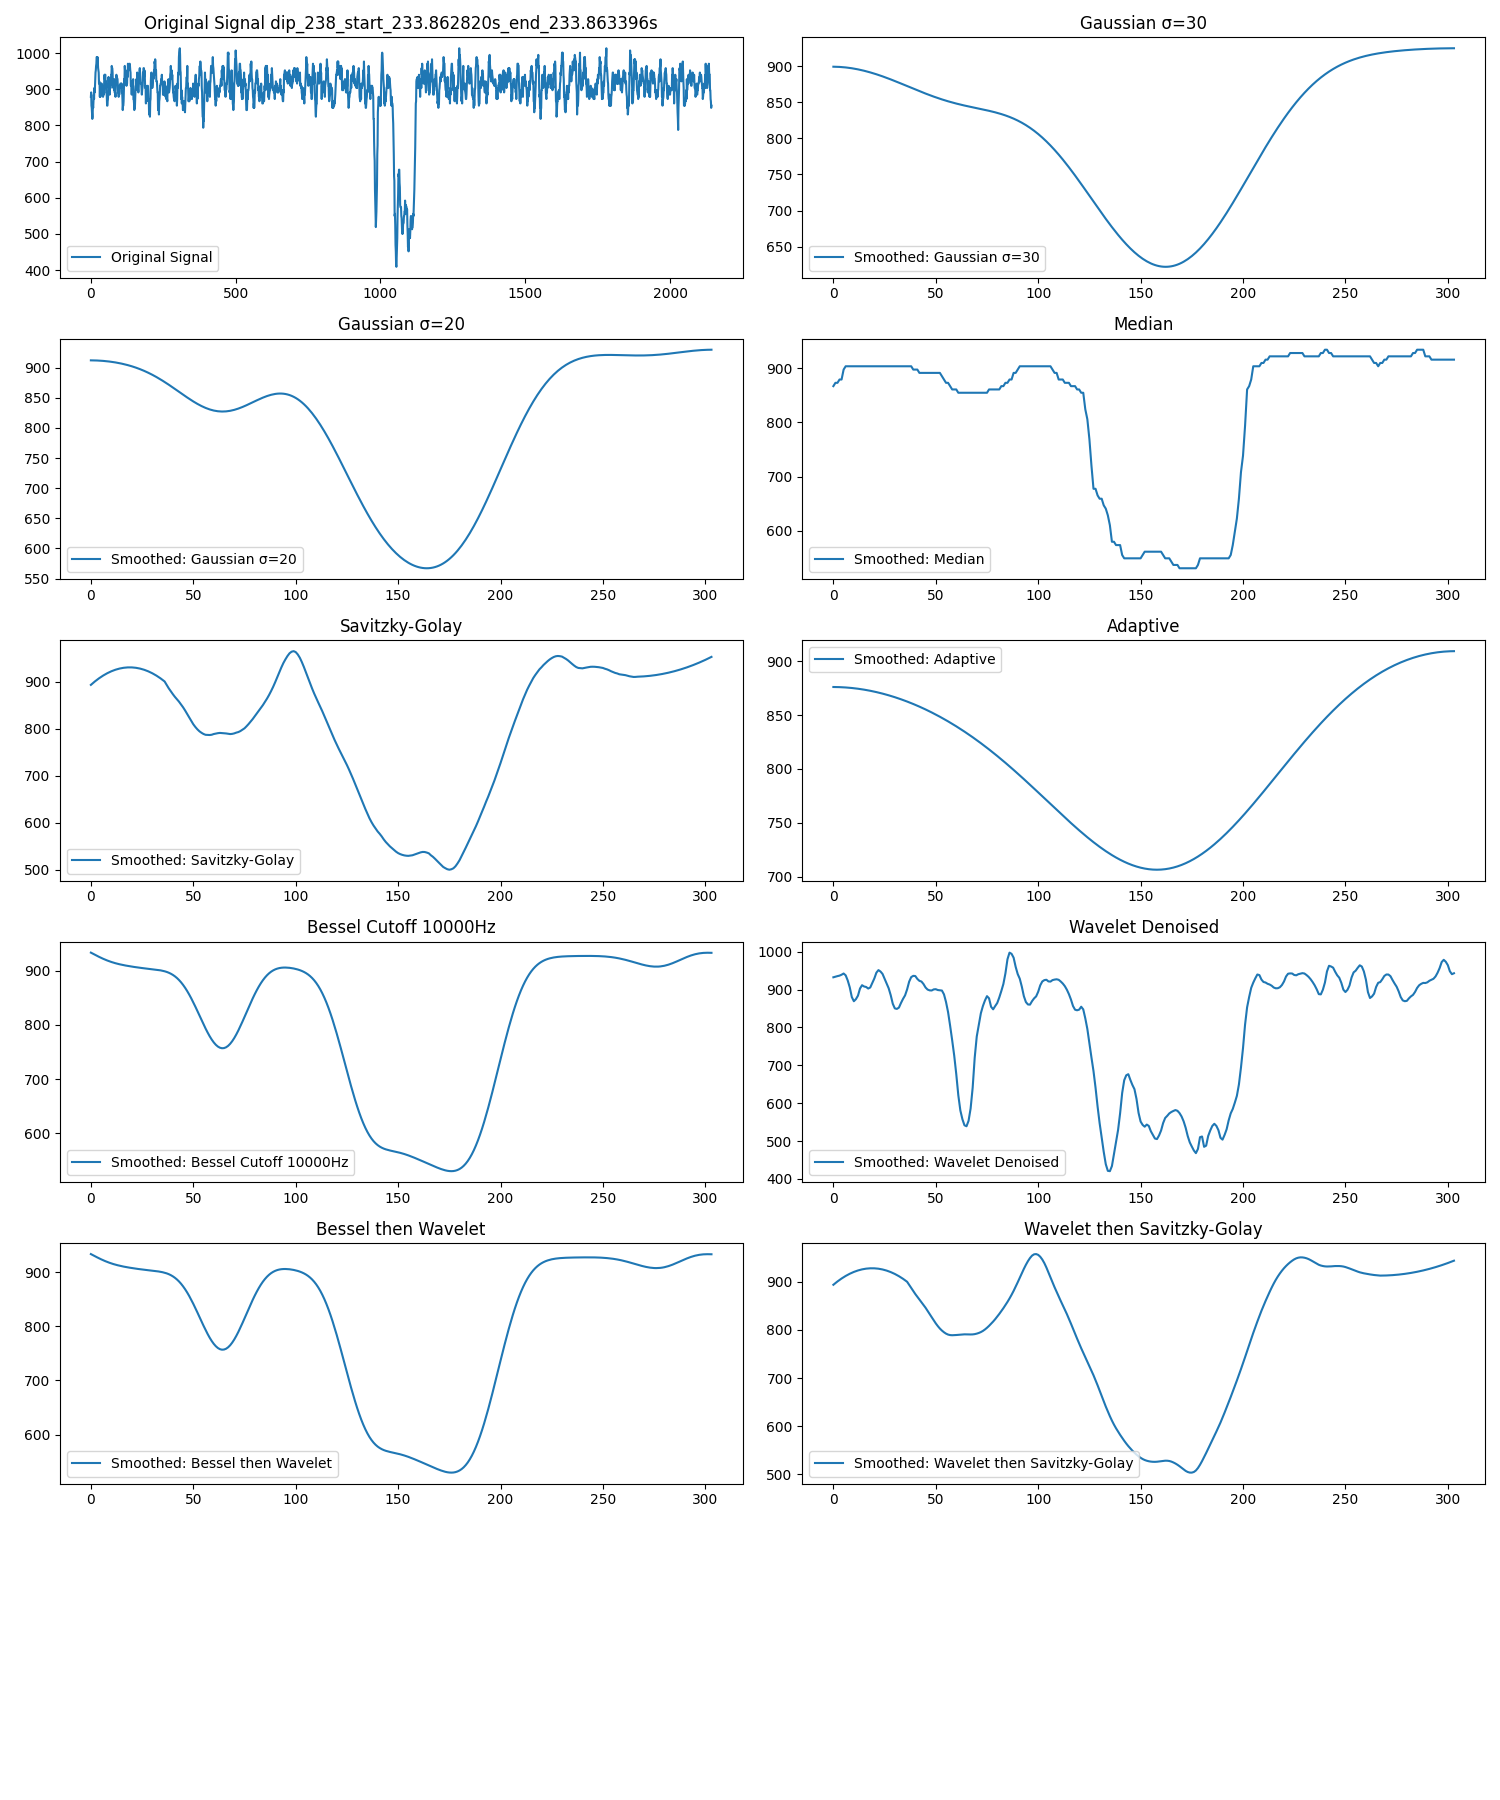 Original Signal dip_238_start_233.862820s_end_233.863396s
1000
900
800
700
600
500
400
Original Signal
0 500 1000 1500 2000
Gaussian σ=30
900
850
800
750
700
650
Smoothed: Gaussian σ=30
0 50 100 150 200 250 300
Gaussian σ=20
900
850
800
750
700
650
600
550
Smoothed: Gaussian σ=20
0 50 100 150 200 250 300
Median
900
800
700
600
Smoothed: Median
0 50 100 150 200 250 300
Savitzky-Golay
900
800
700
600
500
Smoothed: Savitzky-Golay
0 50 100 150 200 250 300
Adaptive
Smoothed: Adaptive
900
850
800
750
700
0 50 100 150 200 250 300
Bessel Cutoff 10000Hz
900
800
700
600
Smoothed: Bessel Cutoff 10000Hz
0 50 100 150 200 250 300
Wavelet Denoised
1000
900
800
700
600
500
400
Smoothed: Wavelet Denoised
0 50 100 150 200 250 300
Bessel then Wavelet
900
800
700
600
Smoothed: Bessel then Wavelet
0 50 100 150 200 250 300
Wavelet then Savitzky-Golay
900
800
700
600
500
Smoothed: Wavelet then Savitzky-Golay
0 50 100 150 200 250 300